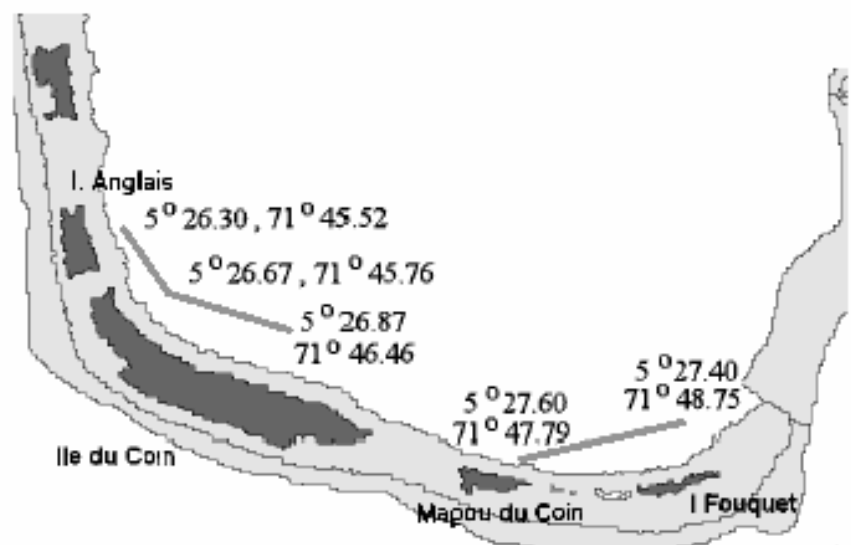 I. Anglais
5° 26.30 , 71° 45.52
5° 26.67 , 71° 45.76
5° 26.87
71° 46.46
5° 27.40
71° 48.75
5° 27.60
71° 47.79
Ile du Coin
I Fouquet
Mapou du Coin